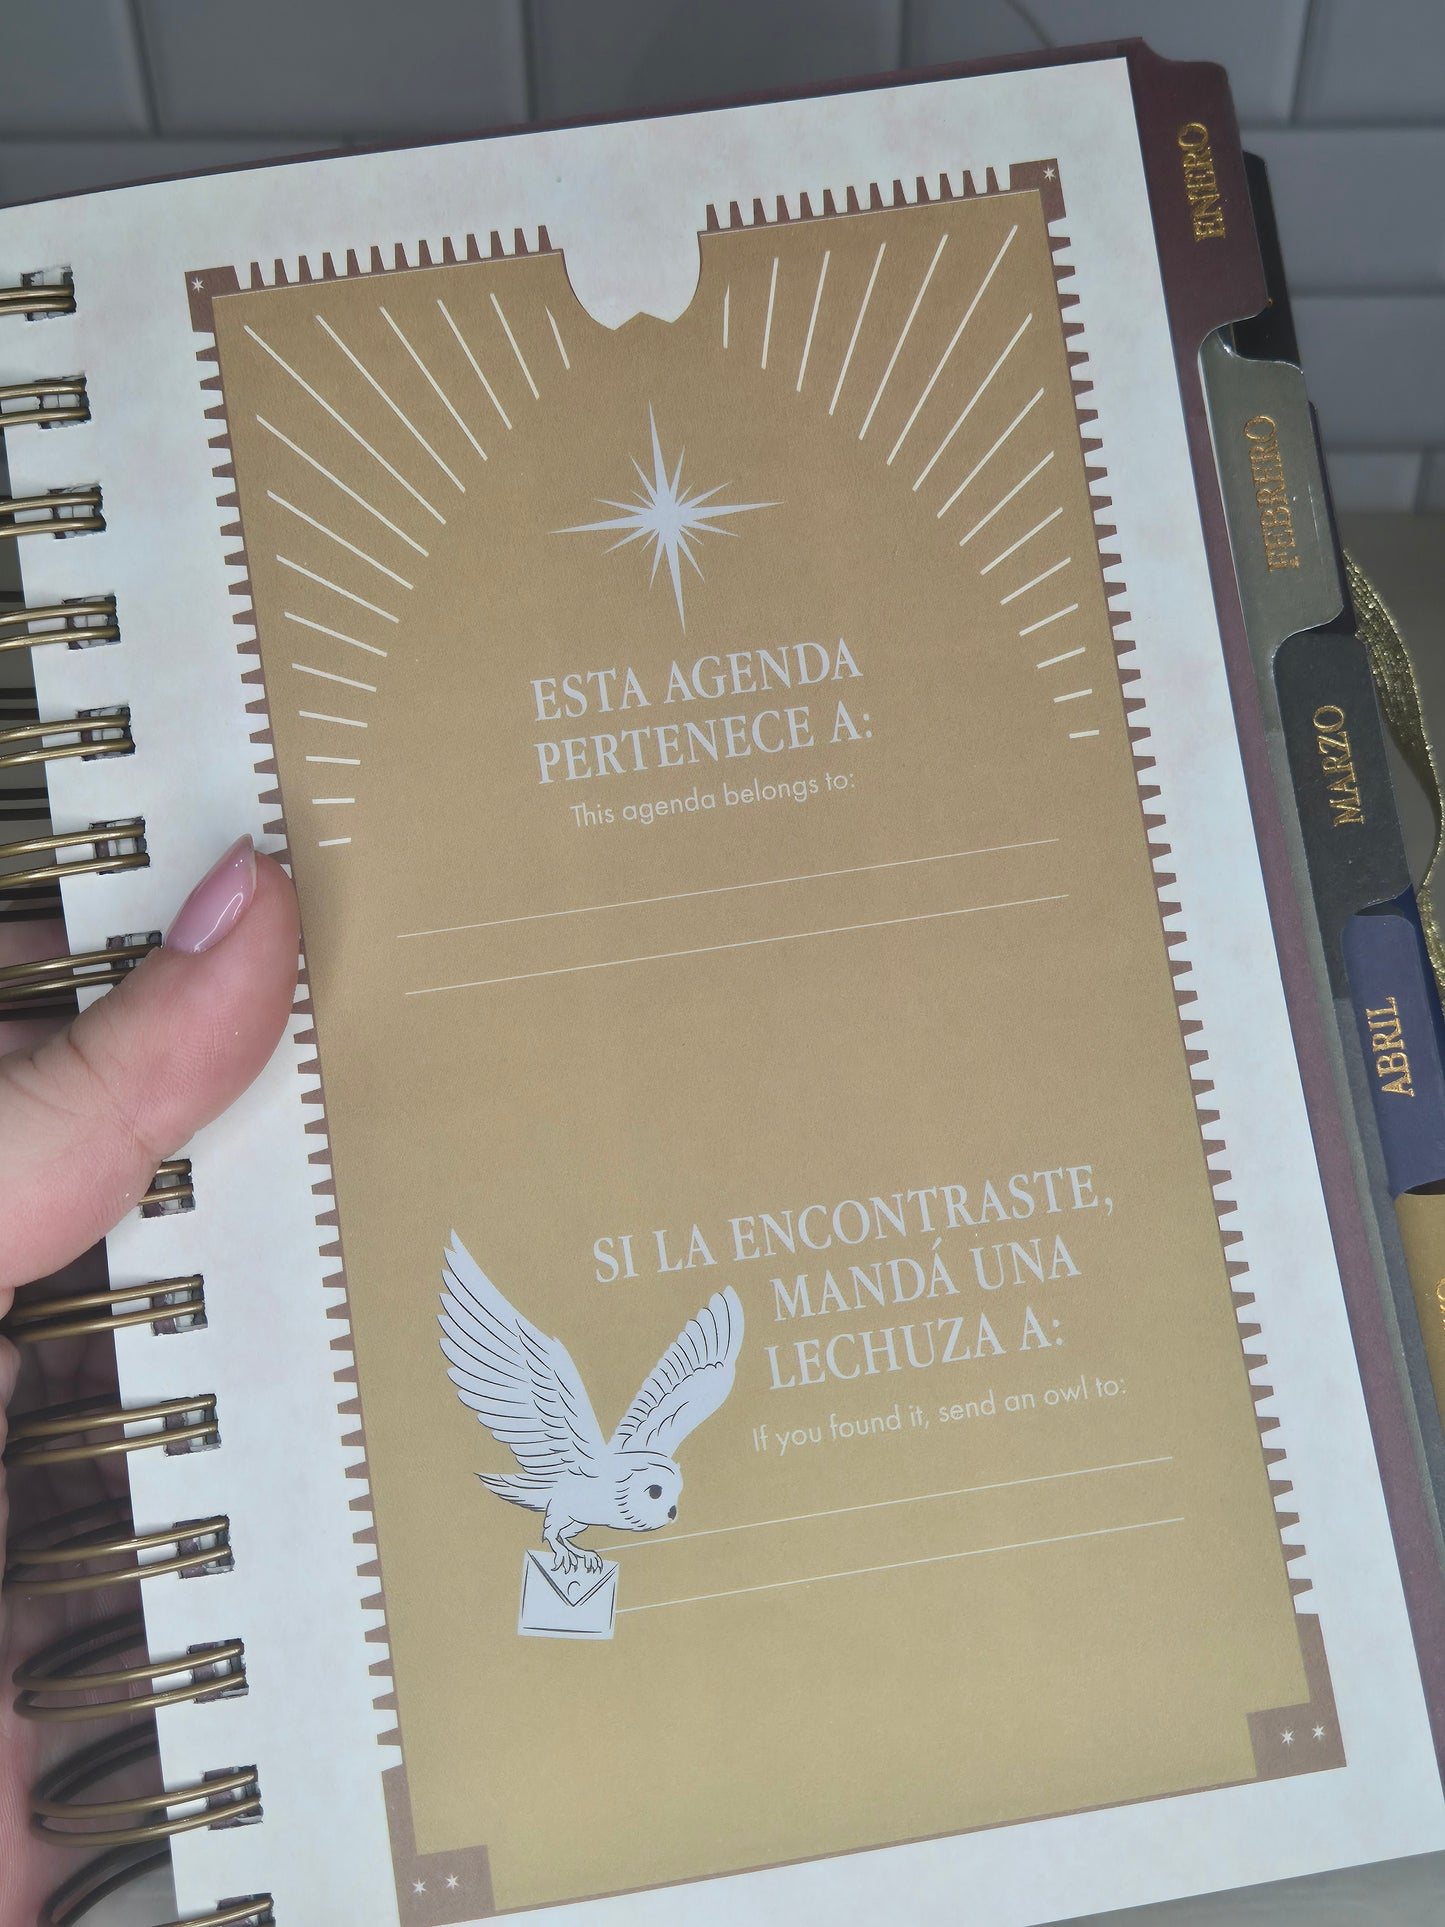 ESTA AGENDA
PERTENECE A:
This agenda belongs to:
SI LA ENCONTRASTE,
MANDÁ UNA
LECHUZA A:
If you found it, send an owl to:
ENERO
FEBRERO
MARZO
ABRIL